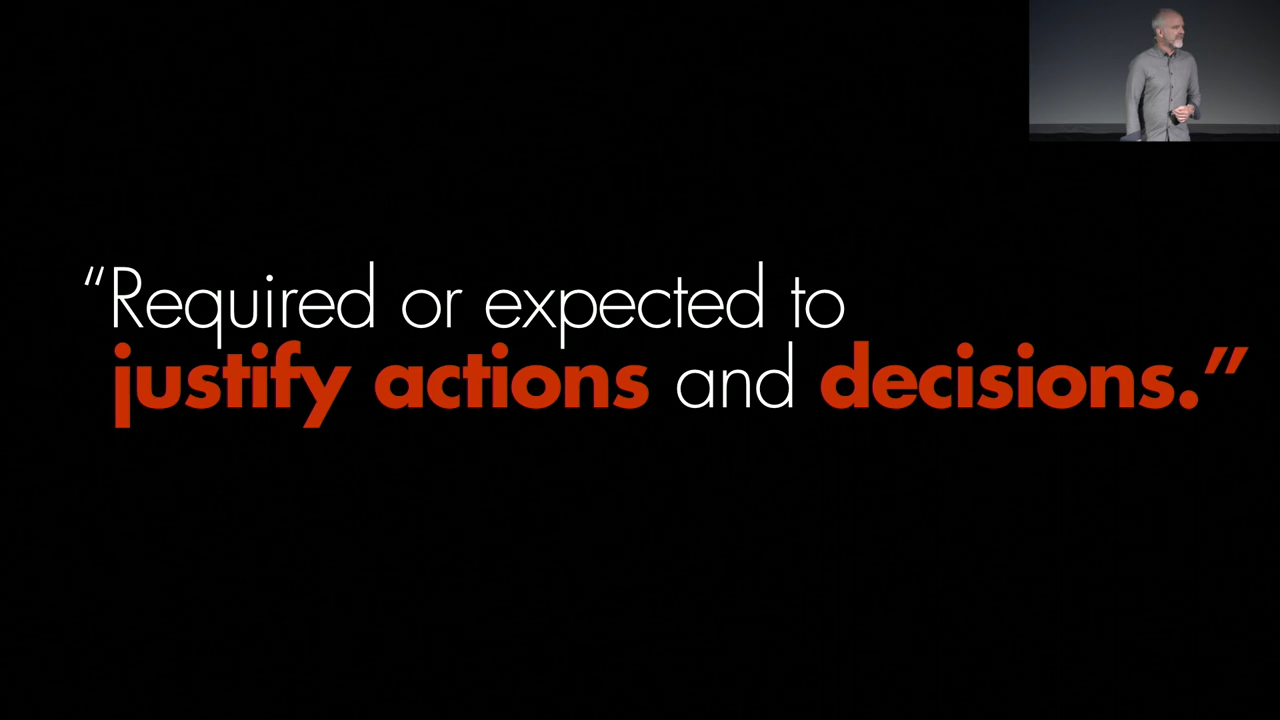 “Required or expected to
justify actions and decisions.”